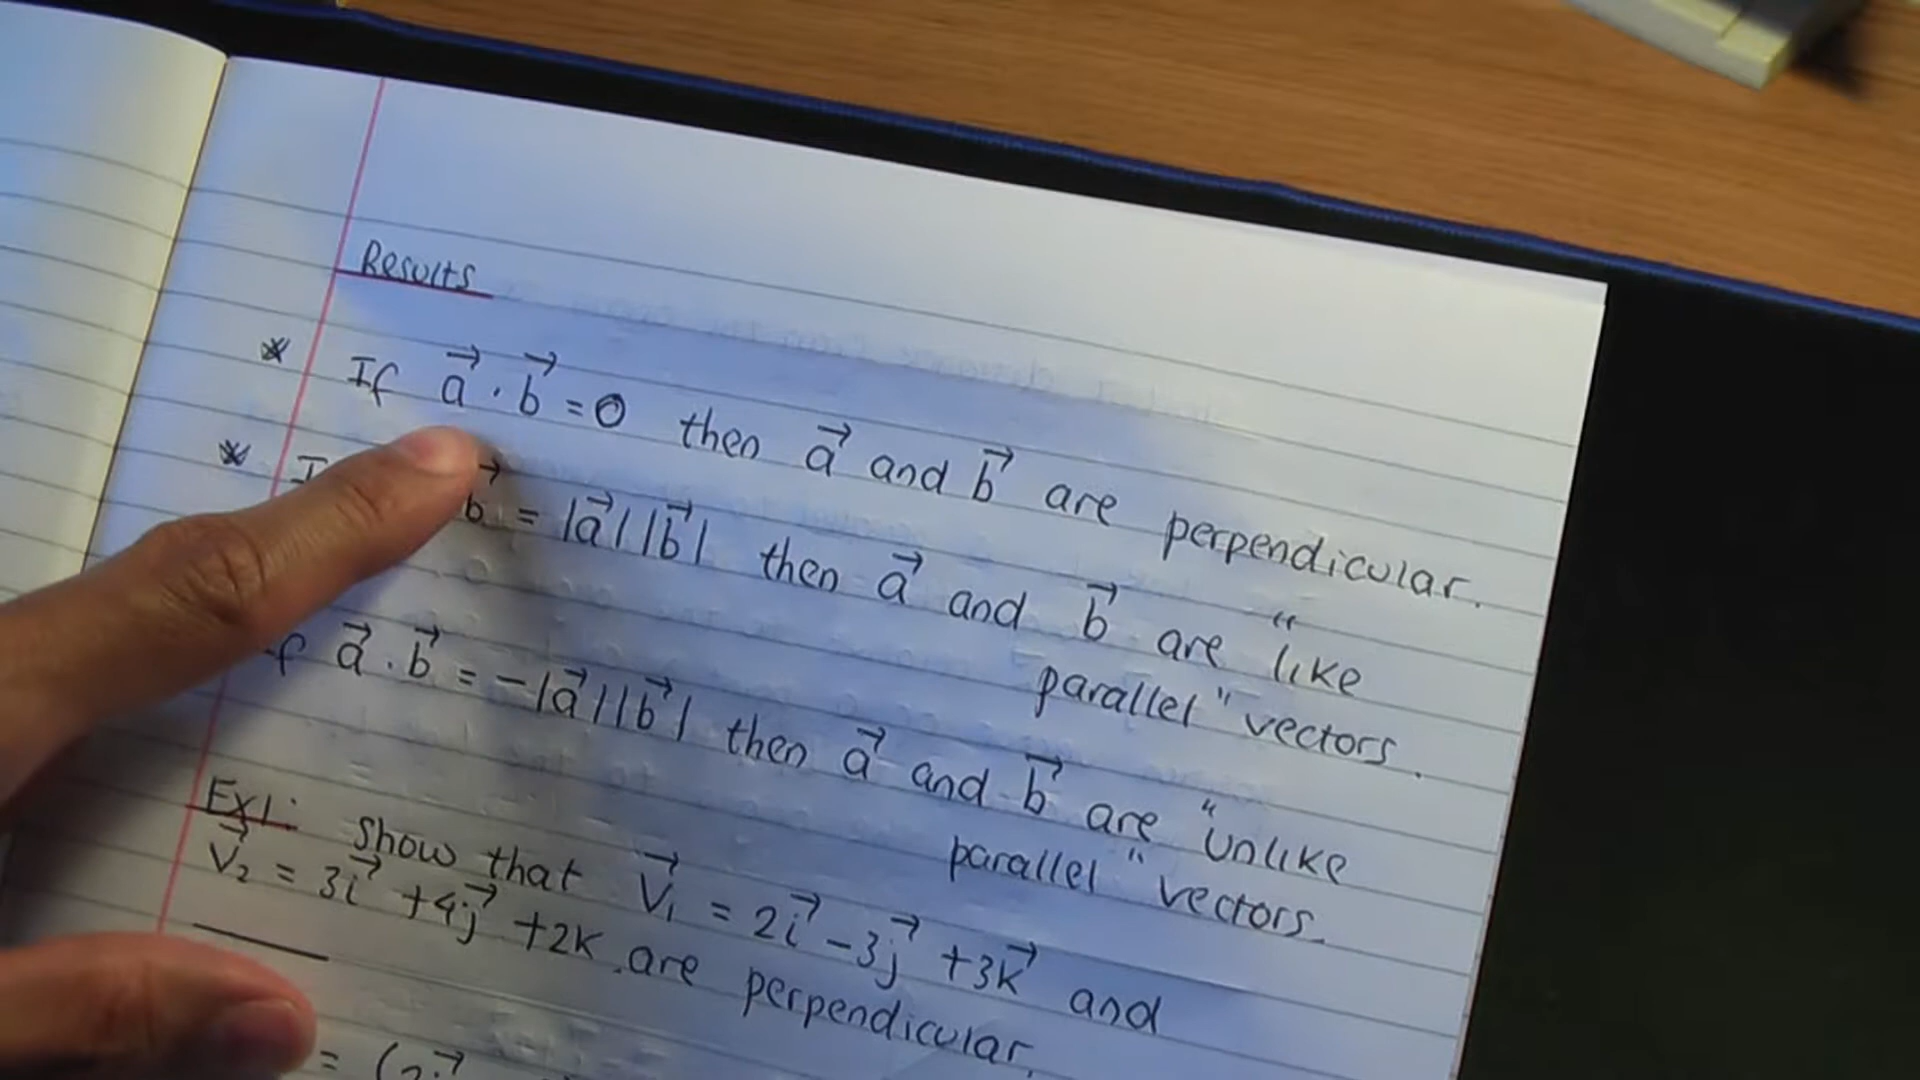 Results
* If a⃗ · b⃗ = 0 then a⃗ and b⃗ are perpendicular.
* b⃗ = |a⃗| |b⃗| then a⃗ and b⃗ are "like
parallel" vectors.
f a⃗ . b⃗ = -|a⃗| |b⃗| then a⃗ and b⃗ are "unlike
parallel" vectors.
Ex1: Show that V⃗₁ = 2i⃗ - 3j⃗ + 3k⃗ and
V⃗₂ = 3i⃗ + 4j⃗ + 2k are perpendicular.
= (2i⃗